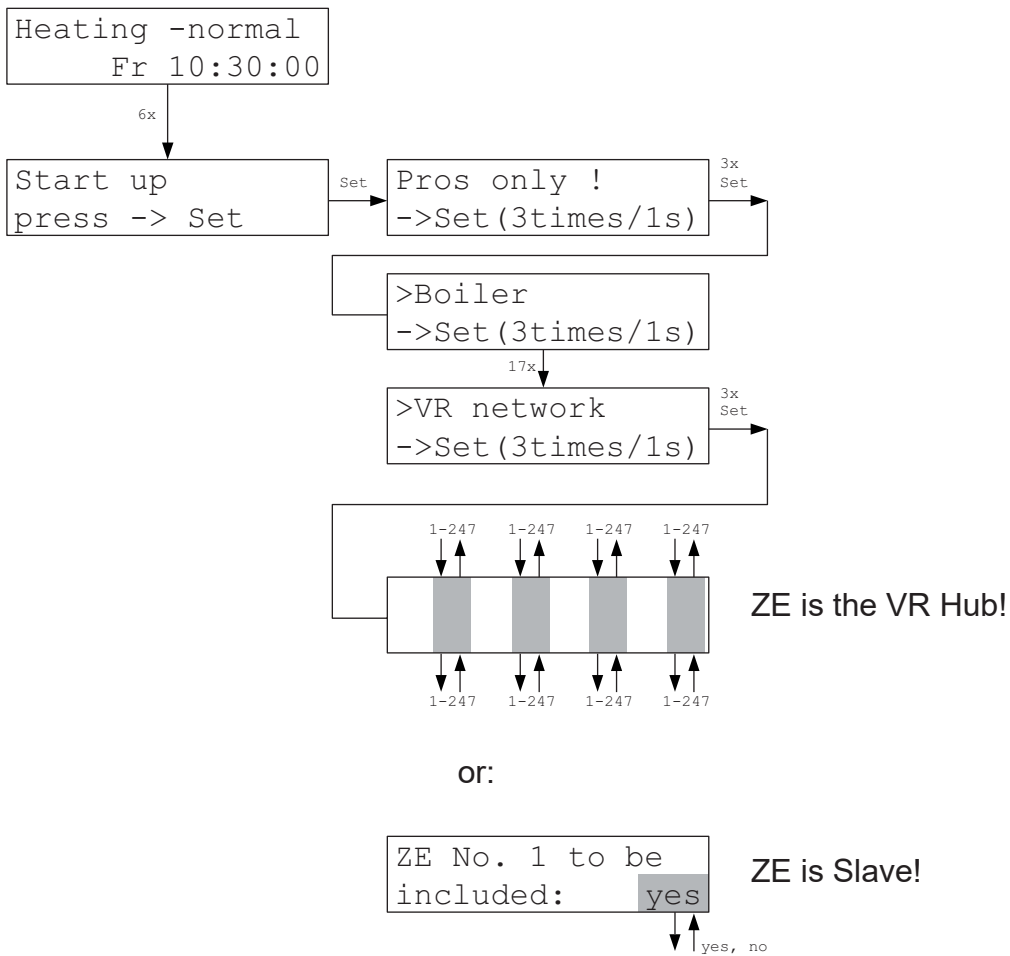 Heating -normal
Fr 10:30:00
6x
Start up
press -> Set
Set
Pros only !
->Set(3times/1s)
3x
Set
>Boiler
->Set(3times/1s)
17x
>VR network
->Set(3times/1s)
3x
Set
1-247 1-247 1-247 1-247
ZE is the VR Hub!
1-247 1-247 1-247 1-247
or:
ZE No. 1 to be
included: yes
ZE is Slave!
yes, no